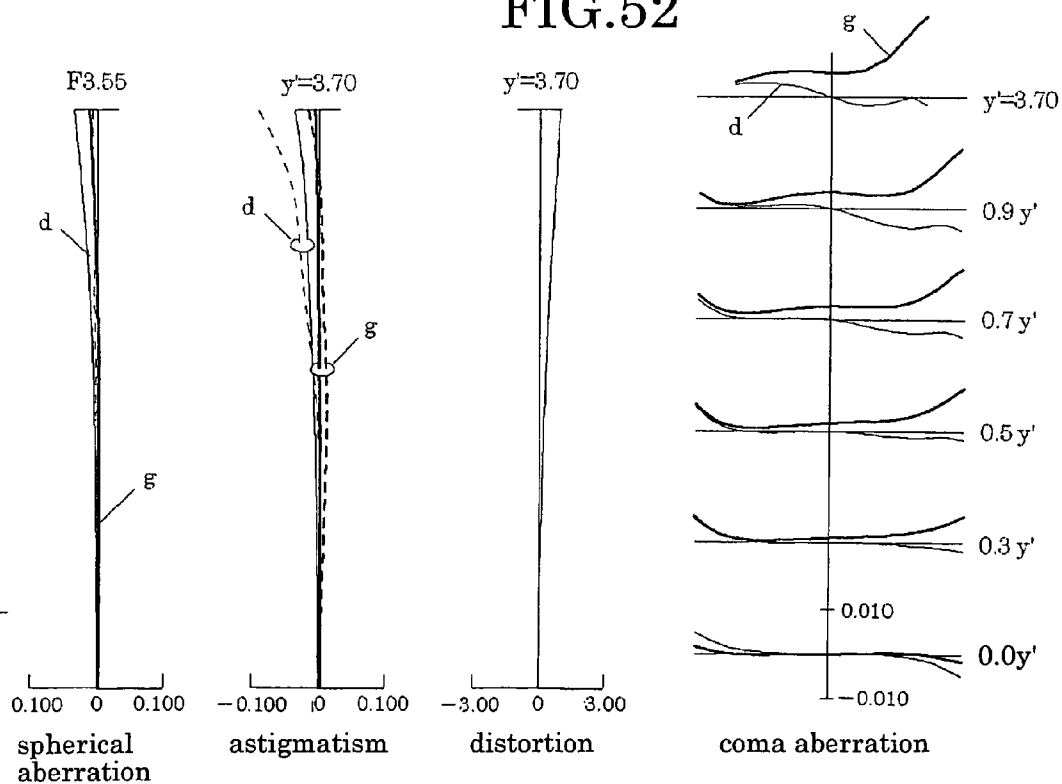 FIG.52
F3.55
d
g
0.100 0 0.100
spherical
aberration
y'=3.70
d
g
−0.100 0 0.100
astigmatism
y'=3.70
−3.00 0 3.00
distortion
g
d
y'=3.70
0.9 y'
0.7 y'
0.5 y'
0.3 y'
0.010
0.0y'
−0.010
coma aberration